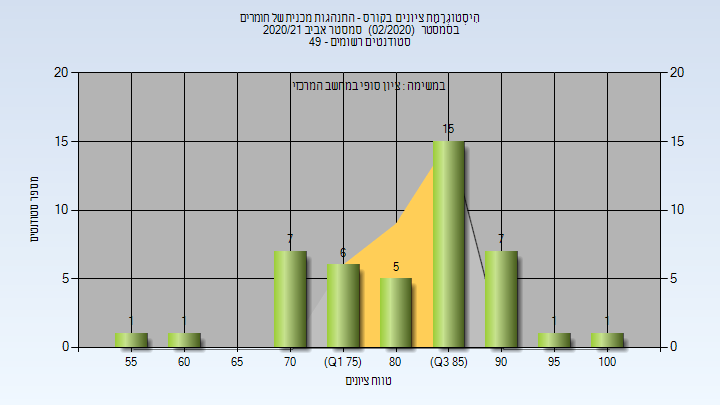 היסטוגרמת ציונים בקורס - התנהגות מכנית של חומרים
בסמסטר (02/2020) סמסטר אביב 2020/21
סטודנטים רשומים - 49
במשימה : ציון סופי במחשב המרכזי
20 20
15 15
10 10
5 5
0 0
1 1 7 6 5 15 7 1 1
55 60 65 70 (Q1 75) 80 (Q3 85) 90 95 100
מספר סטודנטים
טווח ציונים